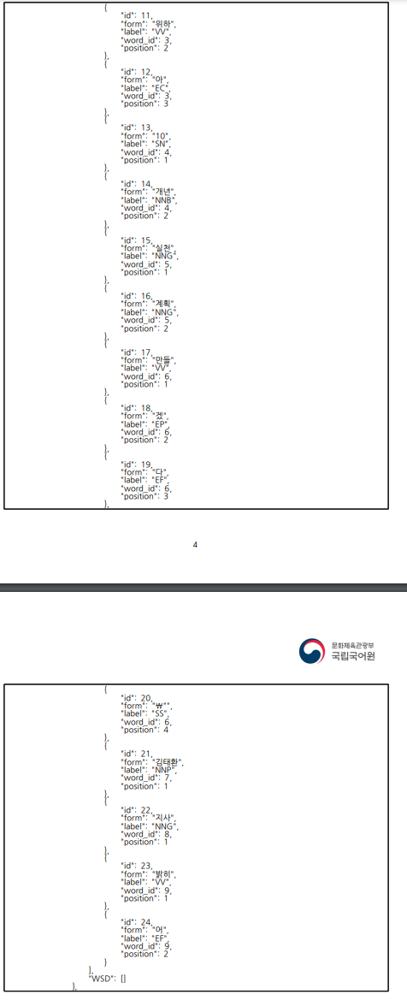 {
"id": 11,
"form": "위하",
"label": "VV",
"word_id": 3,
"position": 2
},
{
"id": 12,
"form": "아",
"label": "EC",
"word_id": 3,
"position": 3
},
{
"id": 13,
"form": "10",
"label": "SN",
"word_id": 4,
"position": 1
},
{
"id": 14,
"form": "개년",
"label": "NNB",
"word_id": 4,
"position": 2
},
{
"id": 15,
"form": "실천",
"label": "NNG",
"word_id": 5,
"position": 1
},
{
"id": 16,
"form": "계획",
"label": "NNG",
"word_id": 5,
"position": 2
},
{
"id": 17,
"form": "만들",
"label": "VV",
"word_id": 6,
"position": 1
},
{
"id": 18,
"form": "겠",
"label": "EP",
"word_id": 6,
"position": 2
},
{
"id": 19,
"form": "다",
"label": "EF",
"word_id": 6,
"position": 3
},
4
문화체육관광부
국립국어원
{
"id": 20,
"form": "₩"",
"label": "SS",
"word_id": 6,
"position": 4
},
{
"id": 21,
"form": "김태환",
"label": "NNP",
"word_id": 7,
"position": 1
},
{
"id": 22,
"form": "지사",
"label": "NNG",
"word_id": 8,
"position": 1
},
{
"id": 23,
"form": "밝히",
"label": "VV",
"word_id": 9,
"position": 1
},
{
"id": 24,
"form": "어",
"label": "EF",
"word_id": 9,
"position": 2
}
],
"WSD": []
},